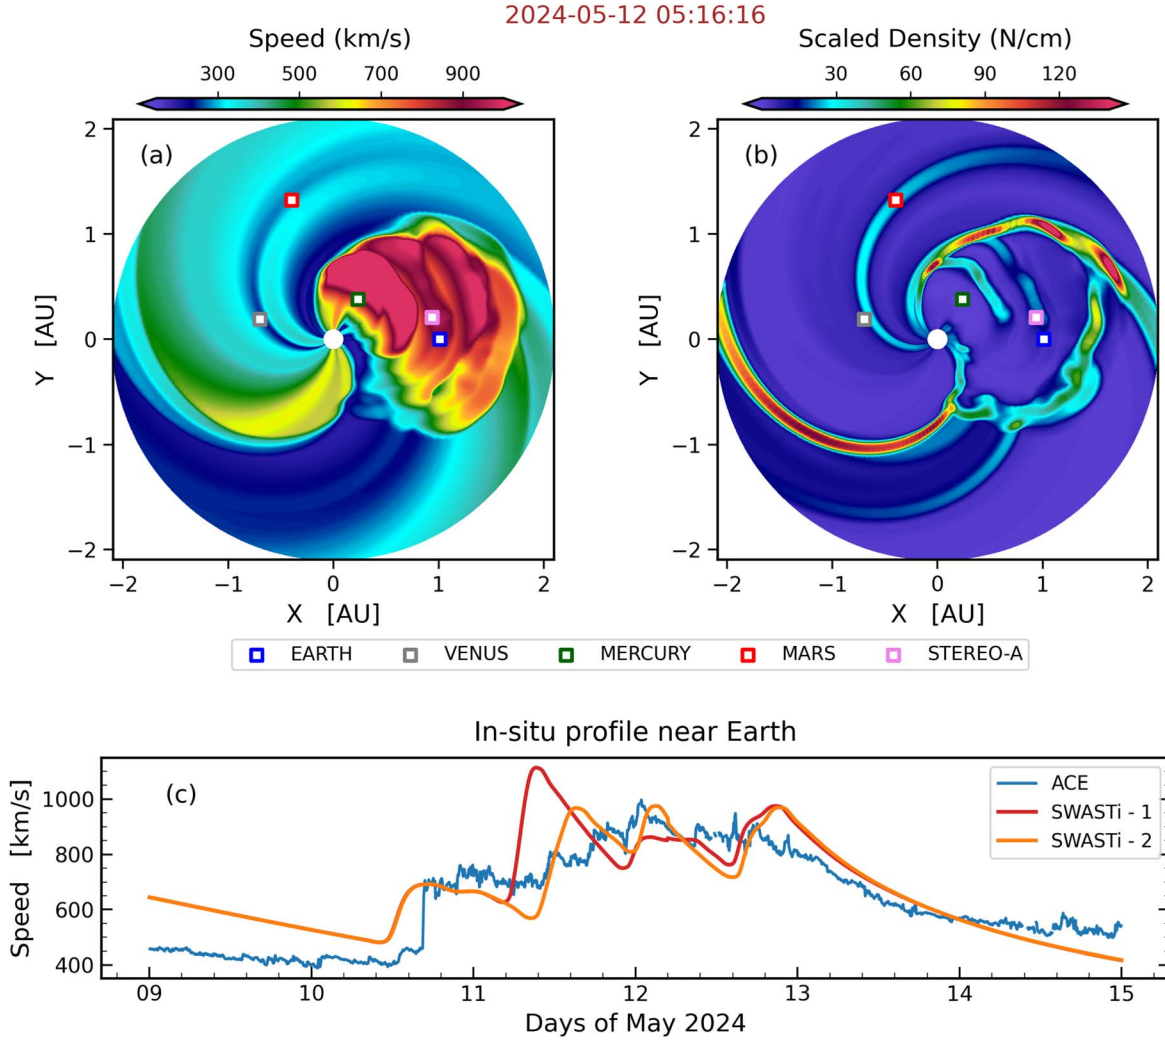 2024-05-12 05:16:16
Speed (km/s)
300 500 700 900
(a)
Y [AU]
2
1
0
−1
−2
−2 −1 0 1 2
X [AU]
Scaled Density (N/cm)
30 60 90 120
(b)
Y [AU]
2
1
0
−1
−2
−2 −1 0 1 2
X [AU]
EARTH VENUS MERCURY MARS STEREO-A
In-situ profile near Earth
(c)
Speed [km/s]
1000
800
600
400
ACE
SWASTi - 1
SWASTi - 2
09 10 11 12 13 14 15
Days of May 2024